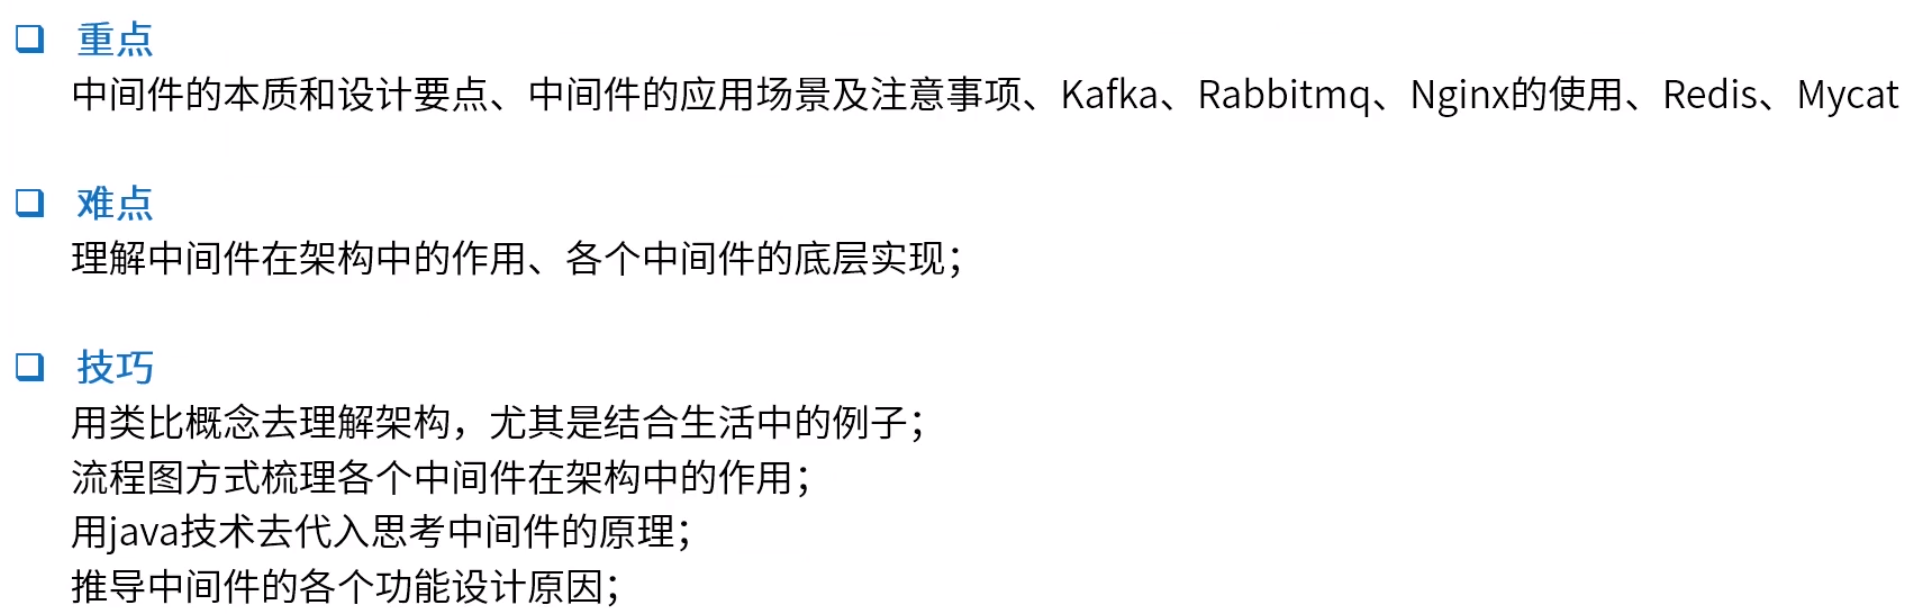 重点
中间件的本质和设计要点、中间件的应用场景及注意事项、Kafka、Rabbitmq、Nginx的使用、Redis、Mycat
难点
理解中间件在架构中的作用、各个中间件的底层实现；
技巧
用类比概念去理解架构，尤其是结合生活中的例子；
流程图方式梳理各个中间件在架构中的作用；
用java技术去代入思考中间件的原理；
推导中间件的各个功能设计原因；